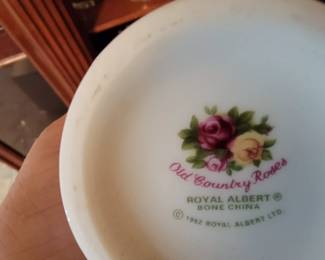 Old Country Roses
ROYAL ALBERT®
BONE CHINA
© 1962 ROYAL ALBERT LTD.